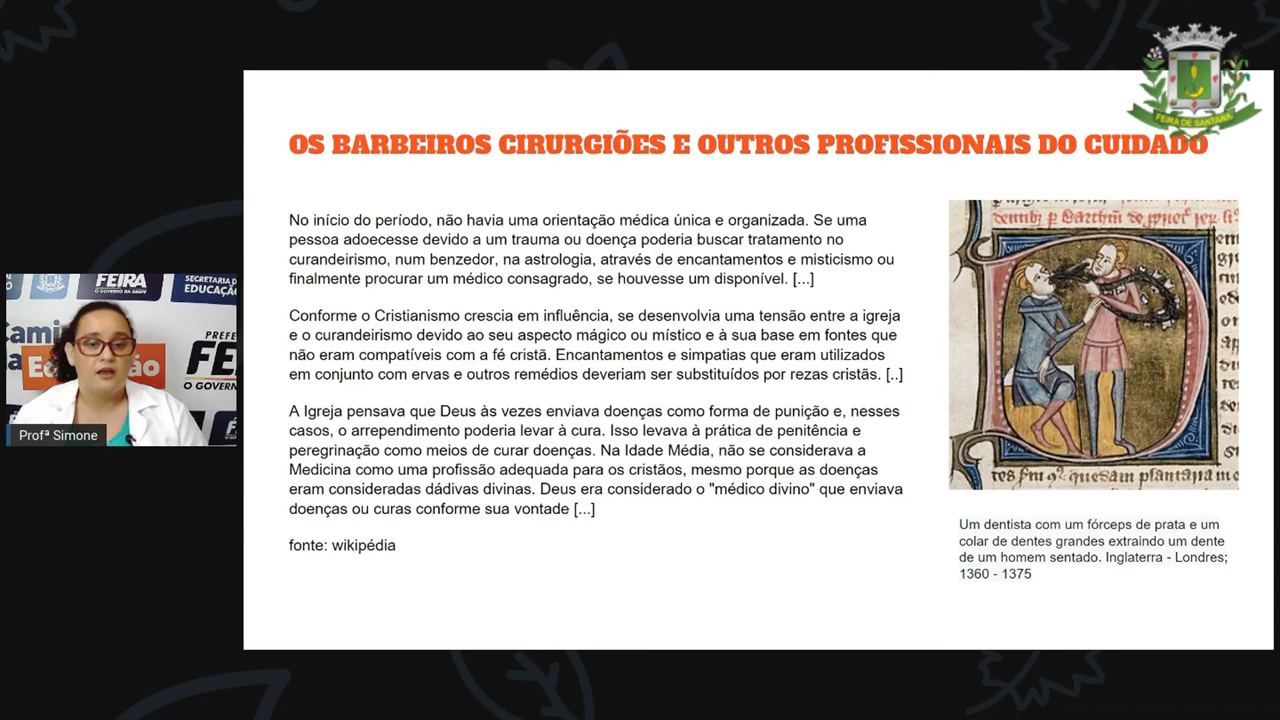 FEIRA DE SANTANA
OS BARBEIROS CIRURGIÕES E OUTROS PROFISSIONAIS DO CUIDADO
No início do período, não havia uma orientação médica única e organizada. Se uma
pessoa adoecesse devido a um trauma ou doença poderia buscar tratamento no
curandeirismo, num benzedor, na astrologia, através de encantamentos e misticismo ou
finalmente procurar um médico consagrado, se houvesse um disponível. [...]
Conforme o Cristianismo crescia em influência, se desenvolvia uma tensão entre a igreja
e o curandeirismo devido ao seu aspecto mágico ou místico e à sua base em fontes que
não eram compatíveis com a fé cristã. Encantamentos e simpatias que eram utilizados
em conjunto com ervas e outros remédios deveriam ser substituídos por rezas cristãs. [..]
A Igreja pensava que Deus às vezes enviava doenças como forma de punição e, nesses
casos, o arrependimento poderia levar à cura. Isso levava à prática de penitência e
peregrinação como meios de curar doenças. Na Idade Média, não se considerava a
Medicina como uma profissão adequada para os cristãos, mesmo porque as doenças
eram consideradas dádivas divinas. Deus era considerado o "médico divino" que enviava
doenças ou curas conforme sua vontade [...]
fonte: wikipédia
Um dentista com um fórceps de prata e um
colar de dentes grandes extraindo um dente
de um homem sentado. Inglaterra - Londres;
1360 - 1375
FEIRA
O GOVERNO DA GENTE
SECRETARIA D
EDUCAÇÃO
Cami
PREFE
FE
O GOVERNO
Profª Simone